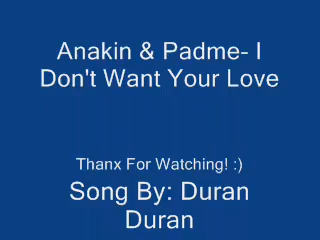 Anakin & Padme- I
Don't Want Your Love
Thanx For Watching! :)
Song By: Duran
Duran